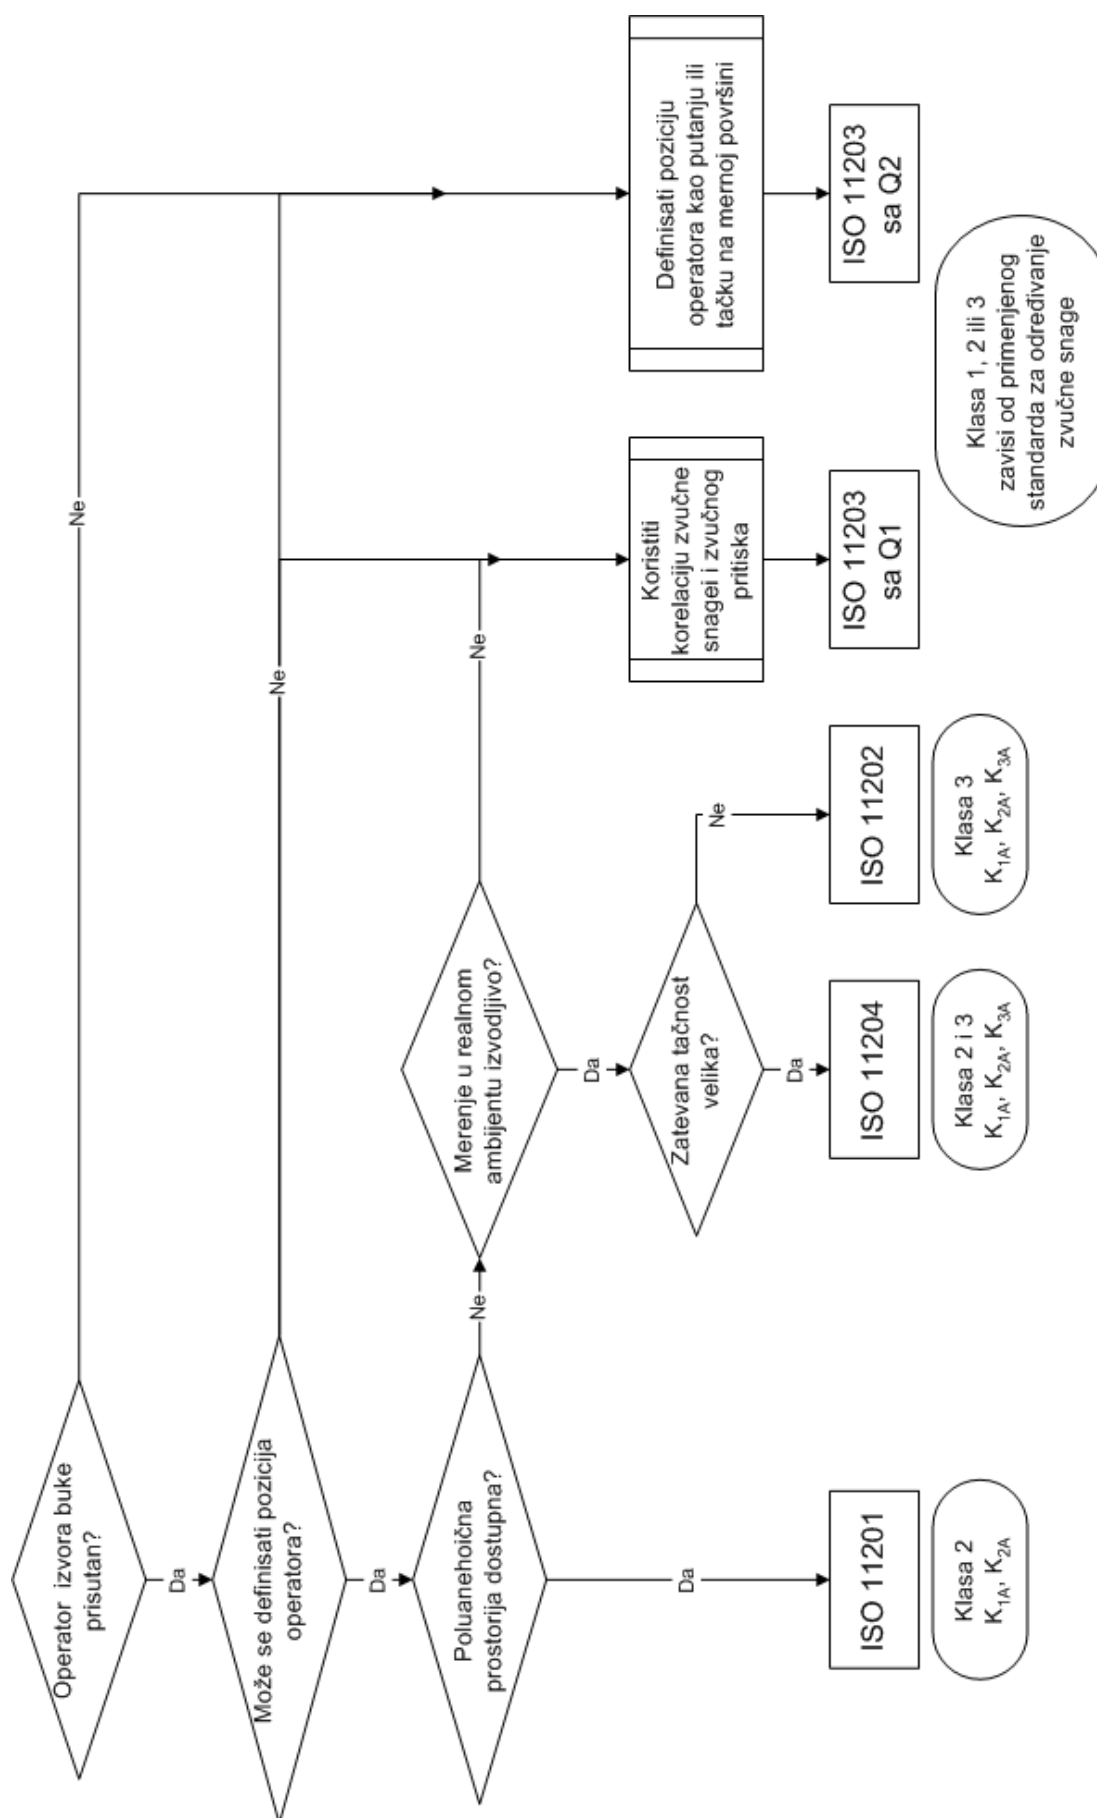 Operator izvora buke
prisutan?
Ne
Da
Može se definisati pozicija
operatora?
Ne
Da
Poluanehoična
prostorija dostupna?
Ne
Da
Merenje u realnom
ambijentu izvodljivo?
Ne
Da
Zatevana tačnost
velika?
Ne
Da
Koristiti
korelaciju zvučne
snagei i zvučnog
pritiska
Definisati poziciju
operatora kao putanju ili
tačku na mernoj površini
ISO 11201
ISO 11204
ISO 11202
ISO 11203
sa Q1
ISO 11203
sa Q2
Klasa 2
K1A, K2A
Klasa 2 i 3
K1A, K2A, K3A
Klasa 3
K1A, K2A, K3A
Klasa 1, 2 ili 3
zavisi od primenjenog
standarda za određivanje
zvučne snage